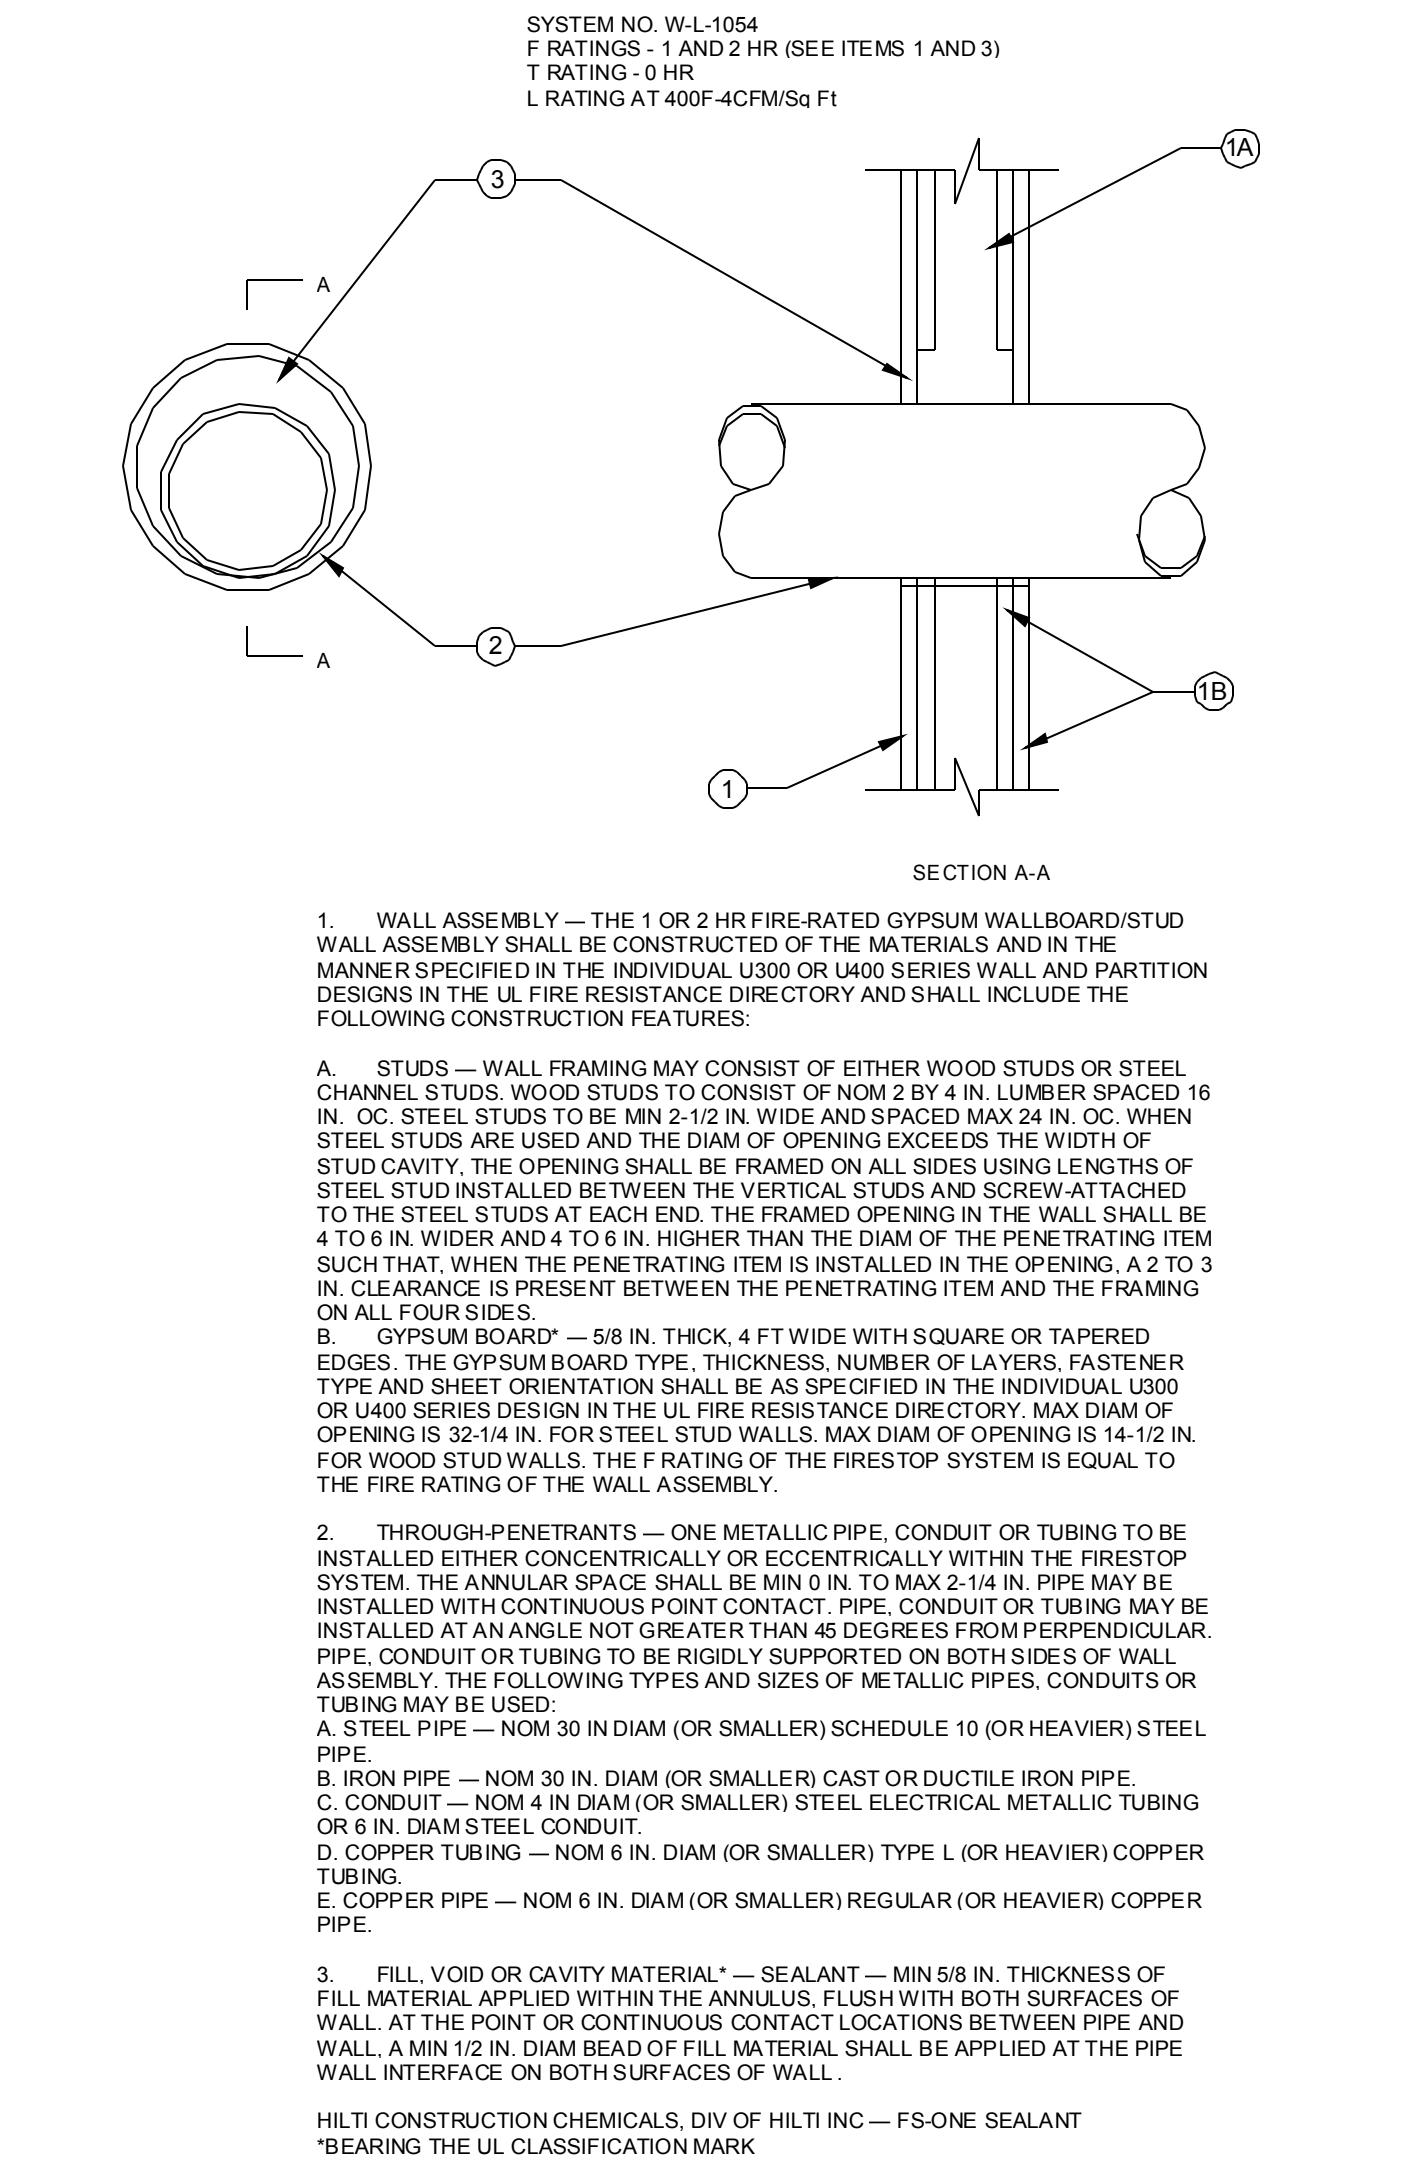 SYSTEM NO. W-L-1054
F RATINGS - 1 AND 2 HR (SEE ITEMS 1 AND 3)
T RATING - 0 HR
L RATING AT 400F-4CFM/Sq Ft
1A
3
A
2
A
1B
1
SECTION A-A
1. WALL ASSEMBLY — THE 1 OR 2 HR FIRE-RATED GYPSUM WALLBOARD/STUD
WALL ASSEMBLY SHALL BE CONSTRUCTED OF THE MATERIALS AND IN THE
MANNER SPECIFIED IN THE INDIVIDUAL U300 OR U400 SERIES WALL AND PARTITION
DESIGNS IN THE UL FIRE RESISTANCE DIRECTORY AND SHALL INCLUDE THE
FOLLOWING CONSTRUCTION FEATURES:
A. STUDS — WALL FRAMING MAY CONSIST OF EITHER WOOD STUDS OR STEEL
CHANNEL STUDS. WOOD STUDS TO CONSIST OF NOM 2 BY 4 IN. LUMBER SPACED 16
IN. OC. STEEL STUDS TO BE MIN 2-1/2 IN. WIDE AND SPACED MAX 24 IN. OC. WHEN
STEEL STUDS ARE USED AND THE DIAM OF OPENING EXCEEDS THE WIDTH OF
STUD CAVITY, THE OPENING SHALL BE FRAMED ON ALL SIDES USING LENGTHS OF
STEEL STUD INSTALLED BETWEEN THE VERTICAL STUDS AND SCREW-ATTACHED
TO THE STEEL STUDS AT EACH END. THE FRAMED OPENING IN THE WALL SHALL BE
4 TO 6 IN. WIDER AND 4 TO 6 IN. HIGHER THAN THE DIAM OF THE PENETRATING ITEM
SUCH THAT, WHEN THE PENETRATING ITEM IS INSTALLED IN THE OPENING, A 2 TO 3
IN. CLEARANCE IS PRESENT BETWEEN THE PENETRATING ITEM AND THE FRAMING
ON ALL FOUR SIDES.
B. GYPSUM BOARD* — 5/8 IN. THICK, 4 FT WIDE WITH SQUARE OR TAPERED
EDGES. THE GYPSUM BOARD TYPE, THICKNESS, NUMBER OF LAYERS, FASTENER
TYPE AND SHEET ORIENTATION SHALL BE AS SPECIFIED IN THE INDIVIDUAL U300
OR U400 SERIES DESIGN IN THE UL FIRE RESISTANCE DIRECTORY. MAX DIAM OF
OPENING IS 32-1/4 IN. FOR STEEL STUD WALLS. MAX DIAM OF OPENING IS 14-1/2 IN.
FOR WOOD STUD WALLS. THE F RATING OF THE FIRESTOP SYSTEM IS EQUAL TO
THE FIRE RATING OF THE WALL ASSEMBLY.
2. THROUGH-PENETRANTS — ONE METALLIC PIPE, CONDUIT OR TUBING TO BE
INSTALLED EITHER CONCENTRICALLY OR ECCENTRICALLY WITHIN THE FIRESTOP
SYSTEM. THE ANNULAR SPACE SHALL BE MIN 0 IN. TO MAX 2-1/4 IN. PIPE MAY BE
INSTALLED WITH CONTINUOUS POINT CONTACT. PIPE, CONDUIT OR TUBING MAY BE
INSTALLED AT AN ANGLE NOT GREATER THAN 45 DEGREES FROM PERPENDICULAR.
PIPE, CONDUIT OR TUBING TO BE RIGIDLY SUPPORTED ON BOTH SIDES OF WALL
ASSEMBLY. THE FOLLOWING TYPES AND SIZES OF METALLIC PIPES, CONDUITS OR
TUBING MAY BE USED:
A. STEEL PIPE — NOM 30 IN DIAM (OR SMALLER) SCHEDULE 10 (OR HEAVIER) STEEL
PIPE.
B. IRON PIPE — NOM 30 IN. DIAM (OR SMALLER) CAST OR DUCTILE IRON PIPE.
C. CONDUIT — NOM 4 IN DIAM (OR SMALLER) STEEL ELECTRICAL METALLIC TUBING
OR 6 IN. DIAM STEEL CONDUIT.
D. COPPER TUBING — NOM 6 IN. DIAM (OR SMALLER) TYPE L (OR HEAVIER) COPPER
TUBING.
E. COPPER PIPE — NOM 6 IN. DIAM (OR SMALLER) REGULAR (OR HEAVIER) COPPER
PIPE.
3. FILL, VOID OR CAVITY MATERIAL* — SEALANT — MIN 5/8 IN. THICKNESS OF
FILL MATERIAL APPLIED WITHIN THE ANNULUS, FLUSH WITH BOTH SURFACES OF
WALL. AT THE POINT OR CONTINUOUS CONTACT LOCATIONS BETWEEN PIPE AND
WALL, A MIN 1/2 IN. DIAM BEAD OF FILL MATERIAL SHALL BE APPLIED AT THE PIPE
WALL INTERFACE ON BOTH SURFACES OF WALL .
HILTI CONSTRUCTION CHEMICALS, DIV OF HILTI INC — FS-ONE SEALANT
*BEARING THE UL CLASSIFICATION MARK